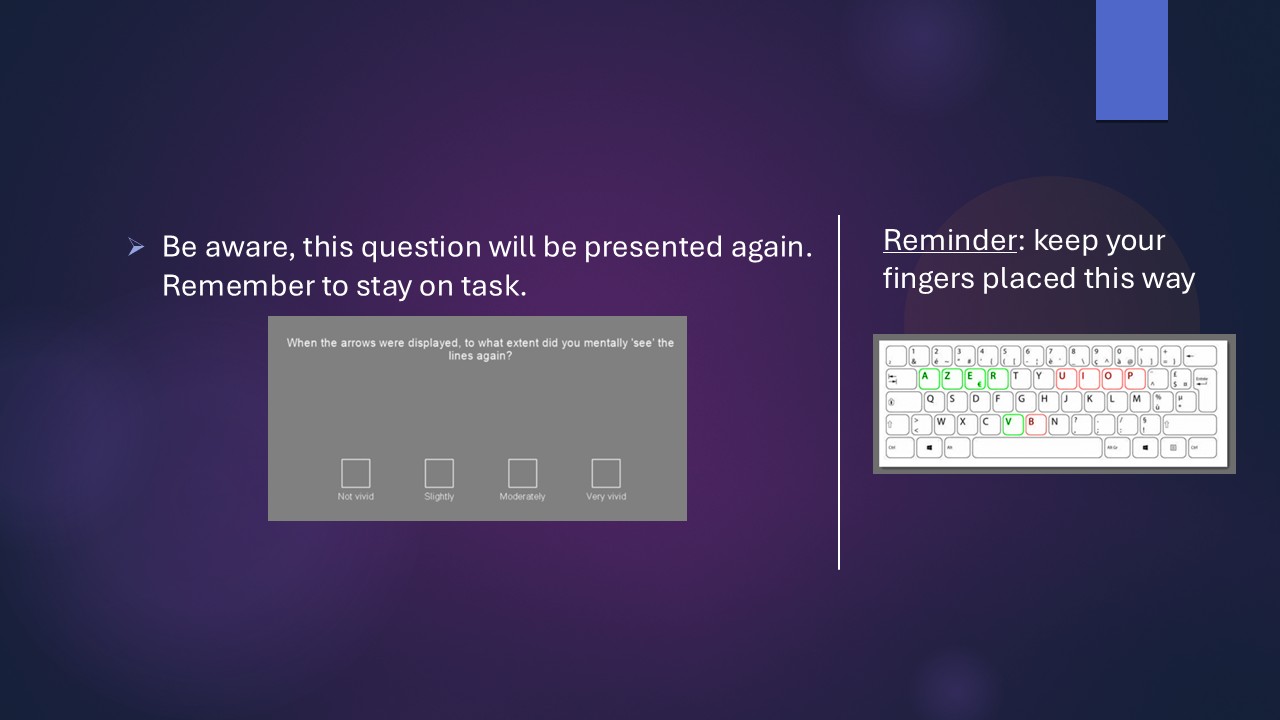 Be aware, this question will be presented again.
Remember to stay on task.
When the arrows were displayed, to what extent did you mentally 'see' the
lines again?
Not vivid Slightly Moderately Very vivid
Reminder: keep your
fingers placed this way
A Z E R T Y U I O P
Q S D F G H J K L M
W X C V B N